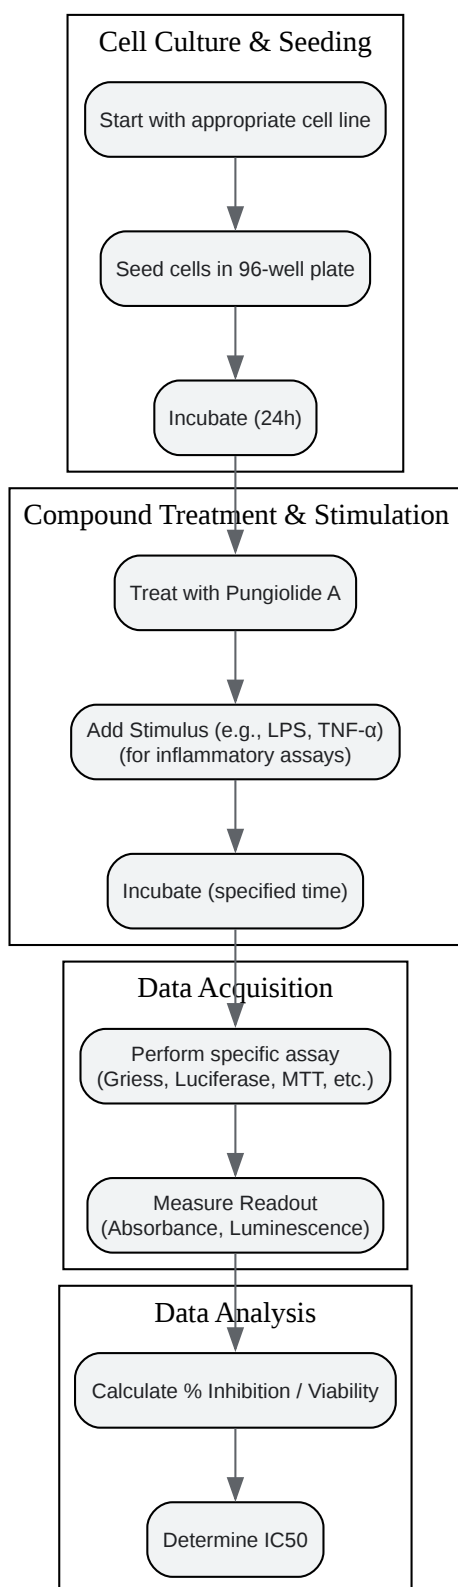 Cell Culture & Seeding
Start with appropriate cell line
Seed cells in 96-well plate
Incubate (24h)
Compound Treatment & Stimulation
Treat with Pungiolide A
Add Stimulus (e.g., LPS, TNF-α)
(for inflammatory assays)
Incubate (specified time)
Data Acquisition
Perform specific assay
(Griess, Luciferase, MTT, etc.)
Measure Readout
(Absorbance, Luminescence)
Data Analysis
Calculate % Inhibition / Viability
Determine IC50